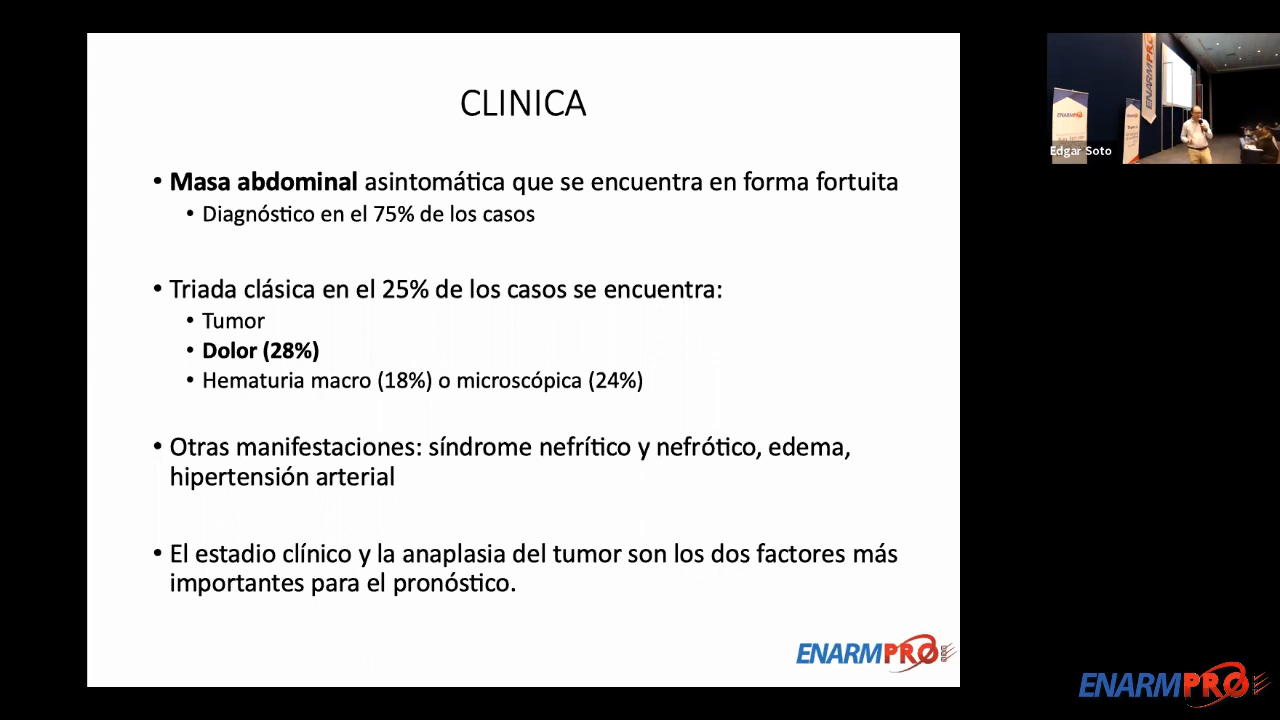 CLINICA
• Masa abdominal asintomática que se encuentra en forma fortuita
• Diagnóstico en el 75% de los casos
• Triada clásica en el 25% de los casos se encuentra:
• Tumor
• Dolor (28%)
• Hematuria macro (18%) o microscópica (24%)
• Otras manifestaciones: síndrome nefrítico y nefrótico, edema,
hipertensión arterial
• El estadio clínico y la anaplasia del tumor son los dos factores más
importantes para el pronóstico.
ENARMPRO
ENARMPRO
ENARMPRO
Edgar Soto
ENARMPRO